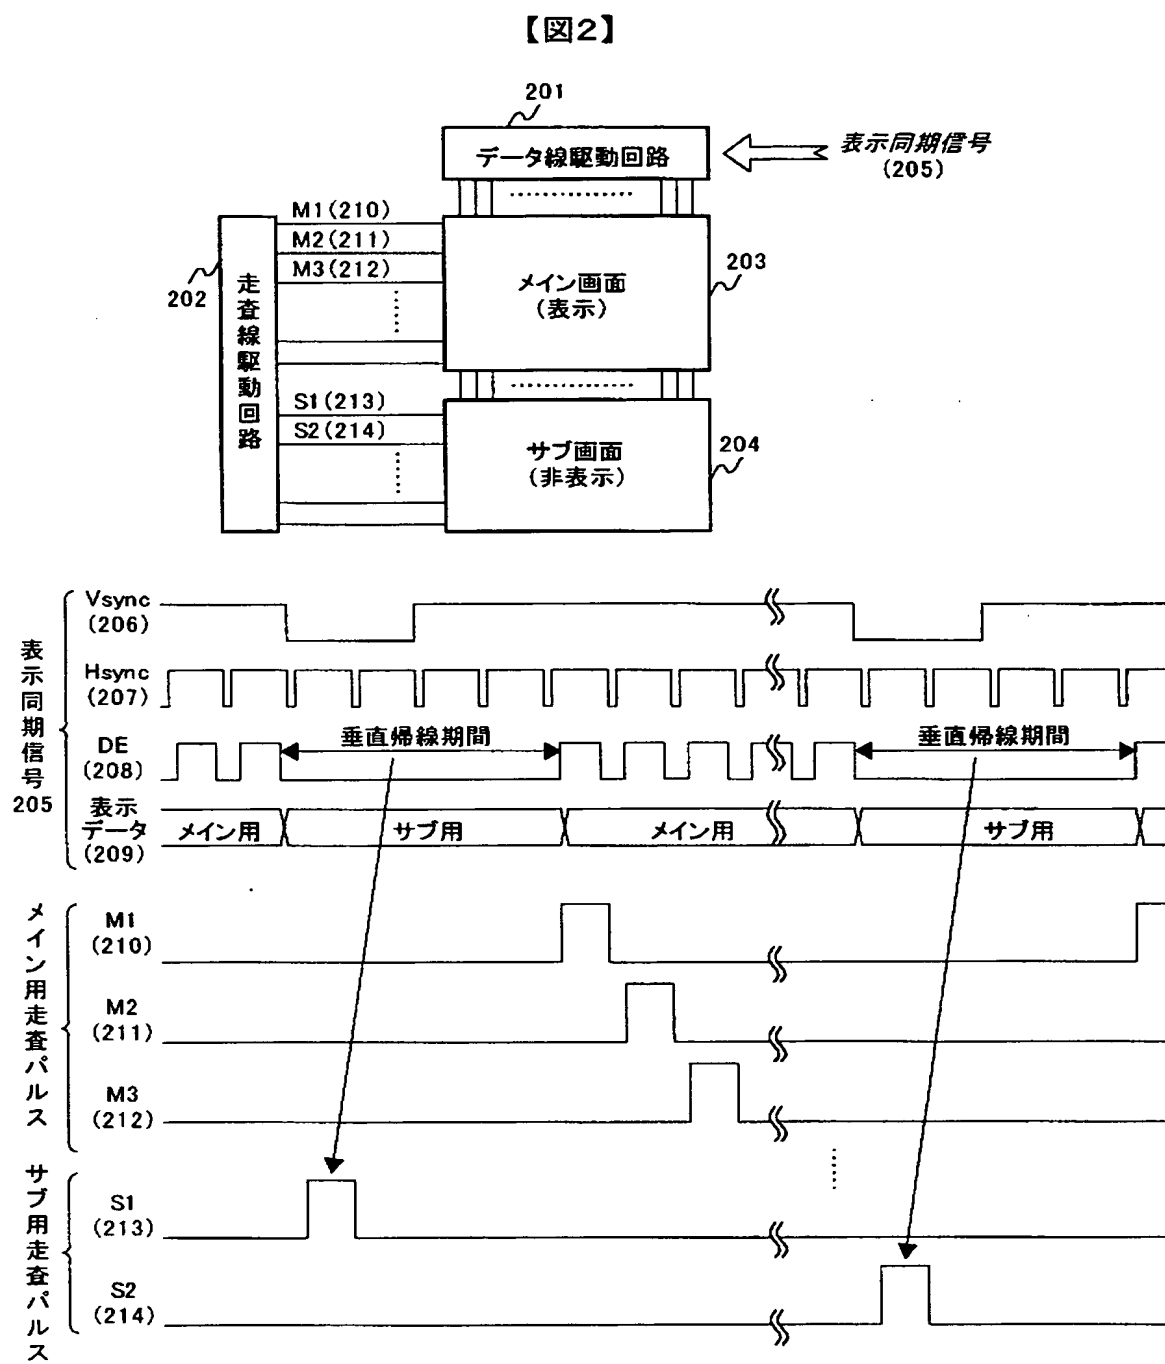 【図2】
201
データ線駆動回路
表示同期信号
(205)
M1(210)
M2(211)
M3(212)
202
走査線駆動回路
メイン画面
(表示)
203
S1(213)
S2(214)
サブ画面
(非表示)
204
表示同期信号205
Vsync
(206)
Hsync
(207)
DE
(208)
垂直帰線期間
垂直帰線期間
表示
データ
(209)
メイン用
サブ用
メイン用
サブ用
メイン用走査パルス
M1
(210)
M2
(211)
M3
(212)
サブ用走査パルス
S1
(213)
S2
(214)